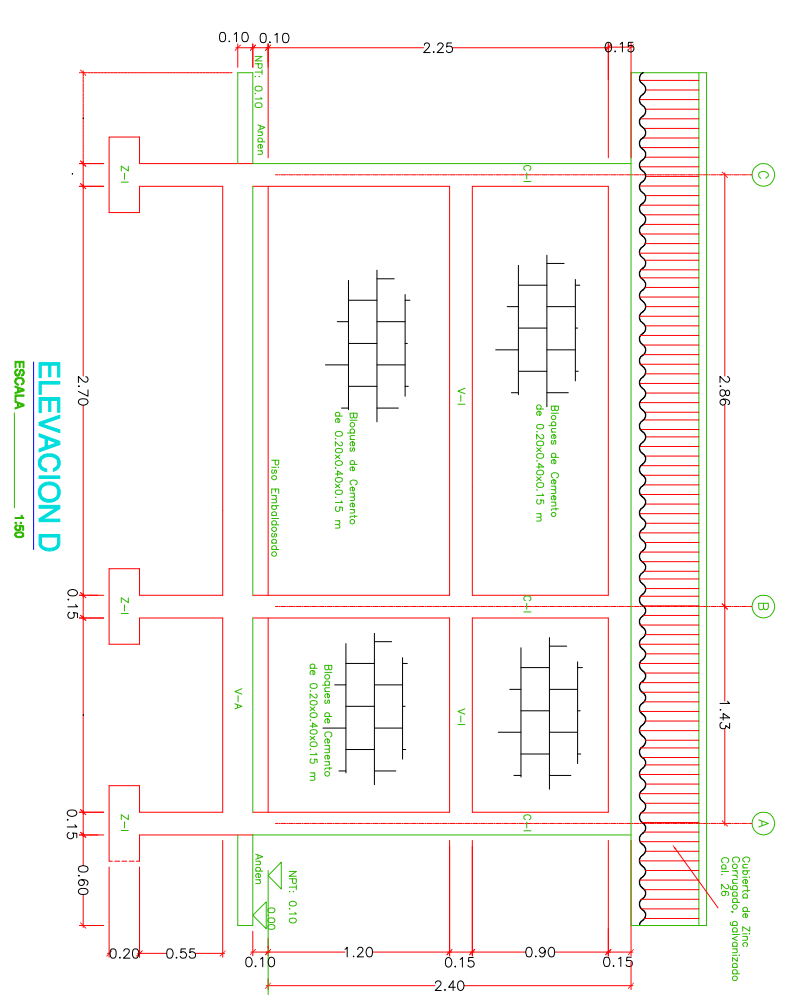 ELEVACION D
ESCALA 1:50
C
B
A
2.86
1.43
Cubierta de Zinc
Corrugado, galvanizado
Cal. 26
0.10
0.10
2.25
0.15
NPT: 0.10
Anden
C-I
C-I
C-I
Bloques de Cemento
de 0.20x0.40x0.15 m
V-I
V-I
Bloques de Cemento
de 0.20x0.40x0.15 m
Bloques de Cemento
de 0.20x0.40x0.15 m
Piso Embaldosado
V-A
Z-I
Z-I
Z-I
Anden
NPT: 0.10
0.00
2.70
0.15
0.15
0.60
0.20
0.55
0.10
1.20
0.15
0.90
0.15
2.40